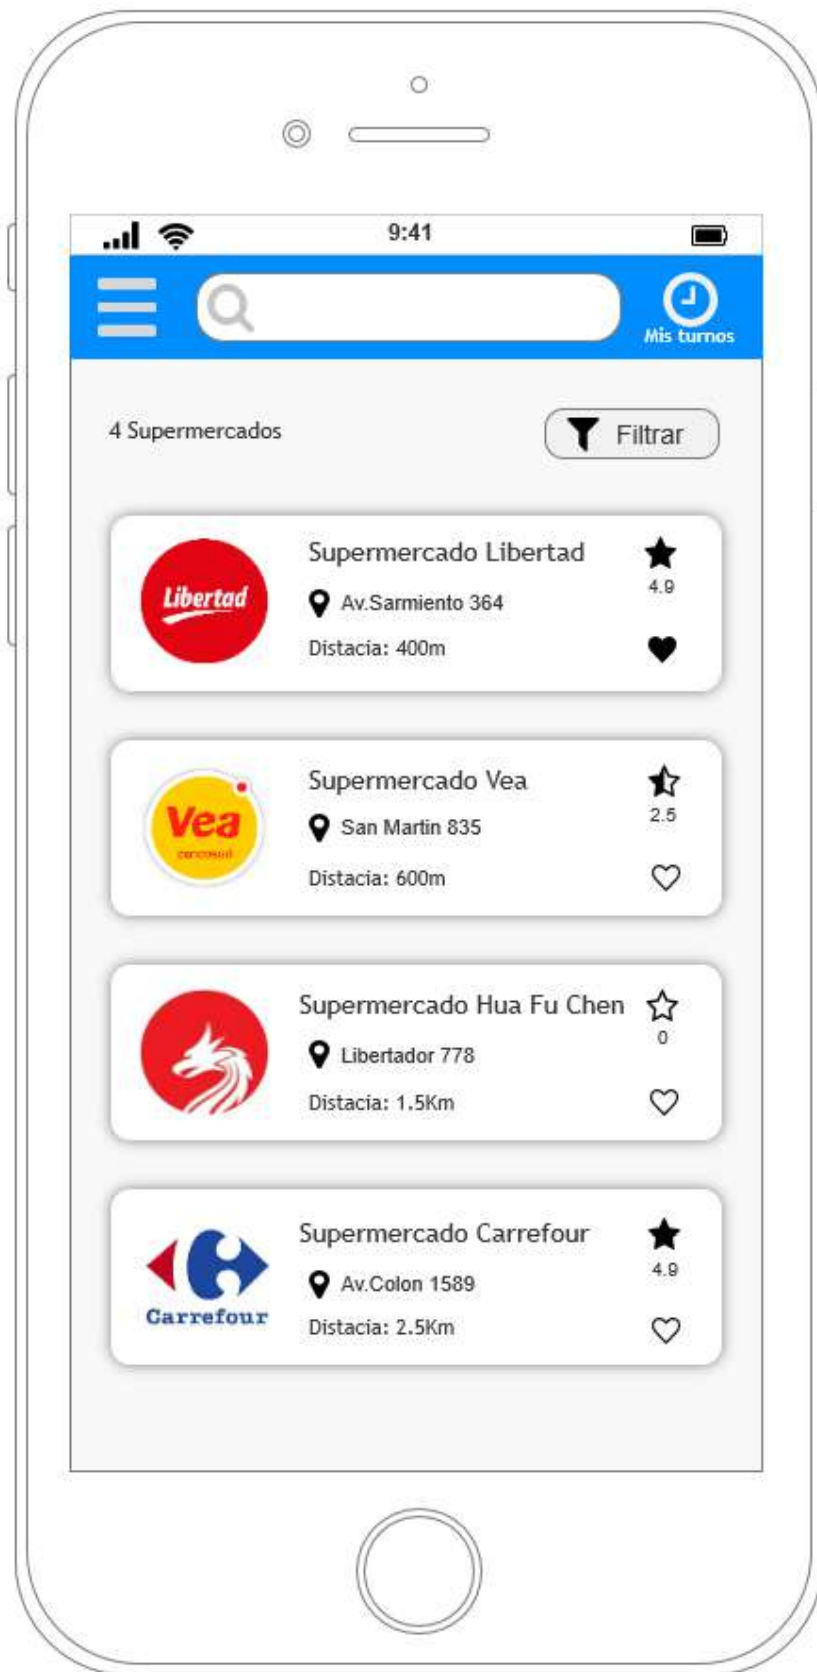 9:41
Mis turnos
4 Supermercados
Filtrar
Libertad
Supermercado Libertad
4.9
Av.Sarmiento 364
Distacia: 400m
Vea
cencosud
Supermercado Vea
2.5
San Martin 835
Distacia: 600m
Supermercado Hua Fu Chen
0
Libertador 778
Distacia: 1.5Km
Carrefour
Supermercado Carrefour
4.9
Av.Colon 1589
Distacia: 2.5Km